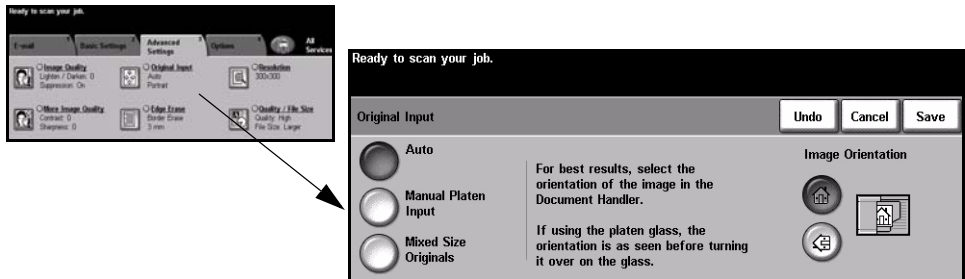 Ready to scan your job.
E-mail
Basic Settings
Advanced
Settings
Options
All
Services
Image Quality
Lighten / Darken: 0
Suppression: On
Original Input
Auto
Portrait
Resolution
300x300
More Image Quality
Contrast: 0
Sharpness: 0
Edge Erase
Border Erase
3 mm
Quality / File Size
Quality: High
File Size: Larger
Ready to scan your job.
Original Input
Undo
Cancel
Save
Auto
Manual Platen
Input
Mixed Size
Originals
For best results, select the
orientation of the image in the
Document Handler.
If using the platen glass, the
orientation is as seen before turning
it over on the glass.
Image Orientation